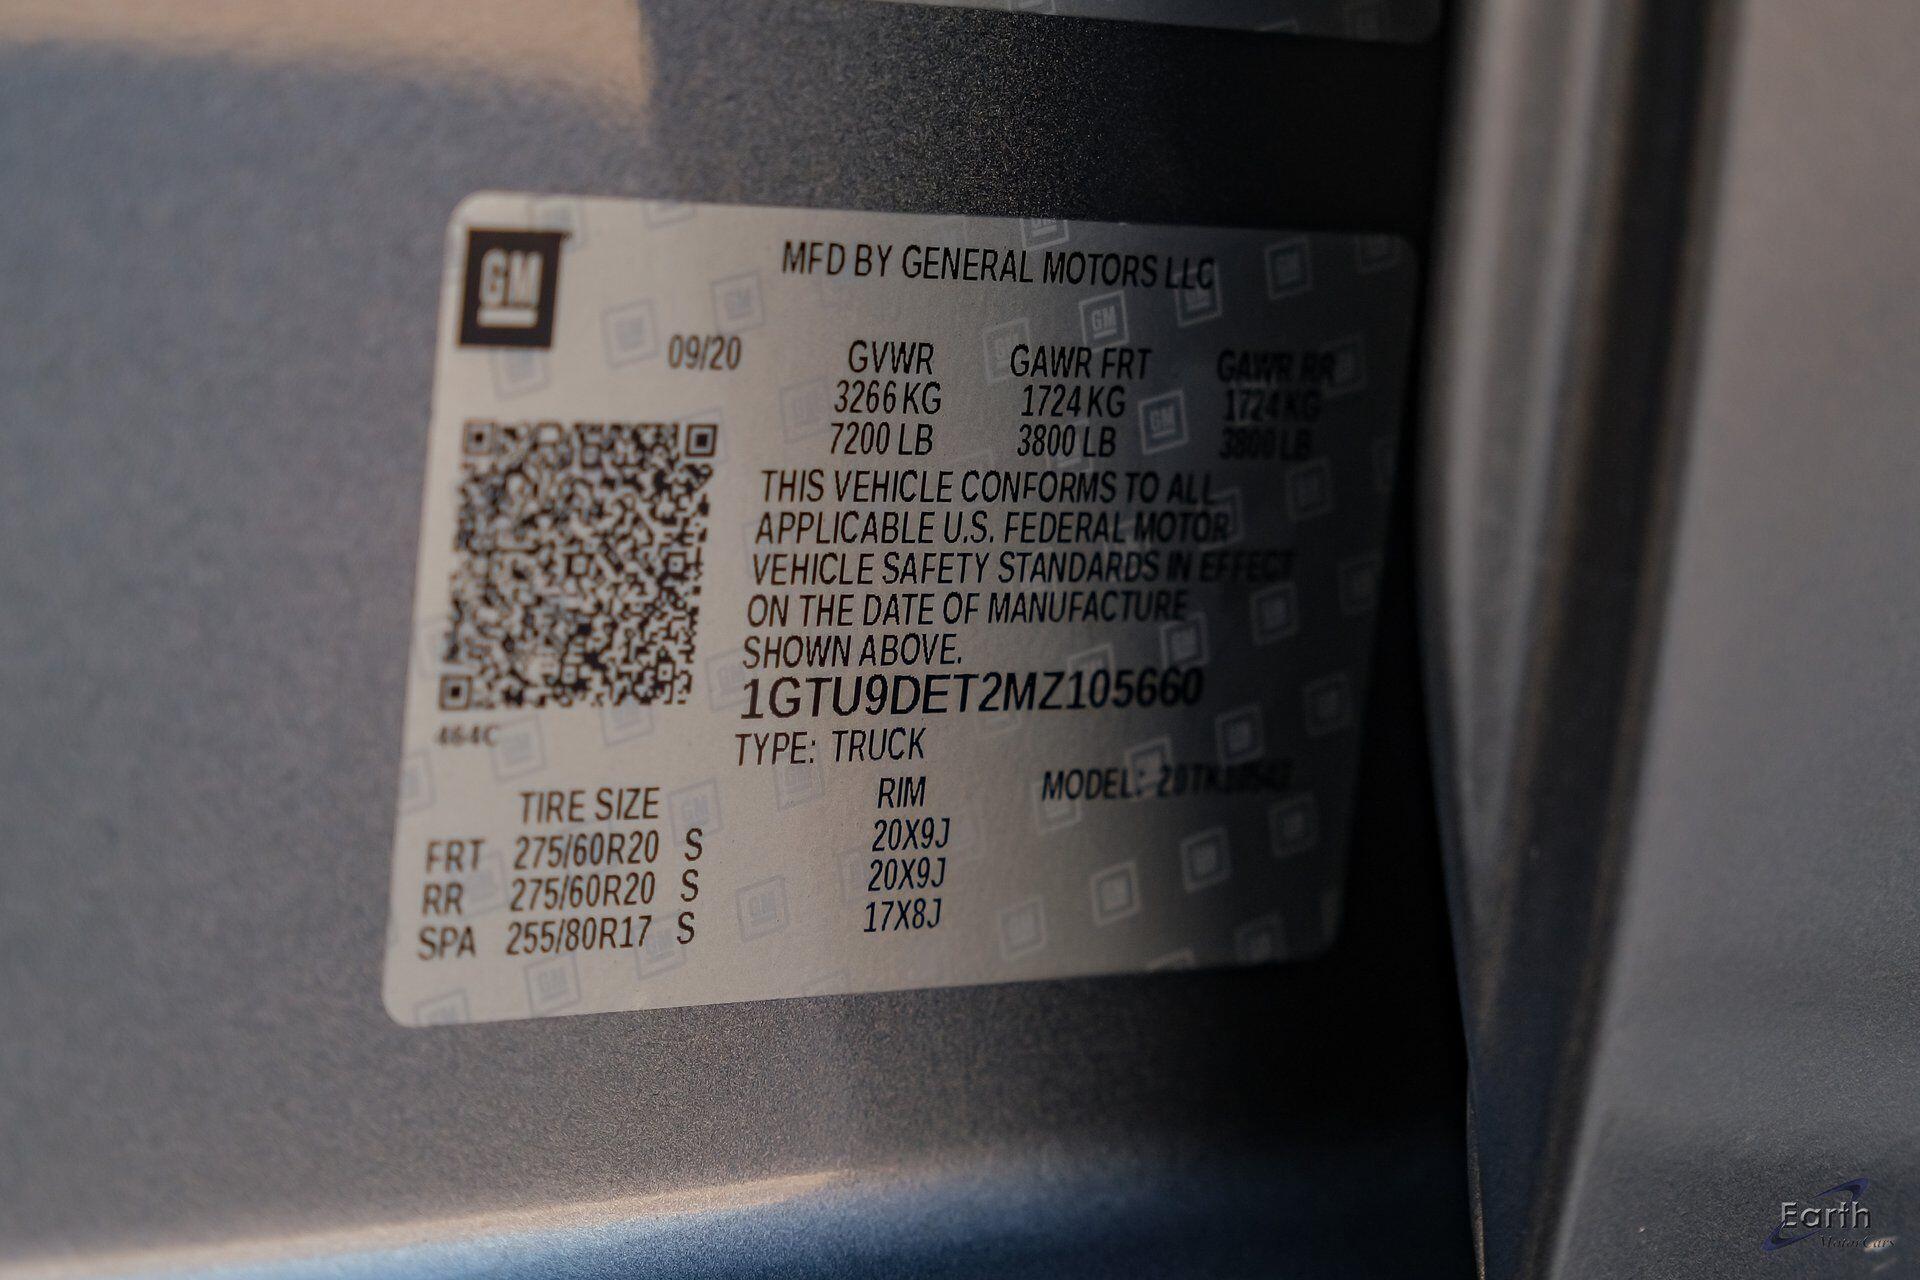 GM
MFD BY GENERAL MOTORS LLC
09/20 GVWR GAWR FRT GAWR RR
3266 KG 1724 KG 1724 KG
7200 LB 3800 LB 3800 LB
THIS VEHICLE CONFORMS TO ALL
APPLICABLE U.S. FEDERAL MOTOR
VEHICLE SAFETY STANDARDS IN EFFECT
ON THE DATE OF MANUFACTURE
SHOWN ABOVE.
1GTU9DET2MZ105660
464C
TYPE: TRUCK
TIRE SIZE RIM MODEL:
FRT 275/60R20 S 20X9J
RR 275/60R20 S 20X9J
SPA 255/80R17 S 17X8J
Earth
MotorCars